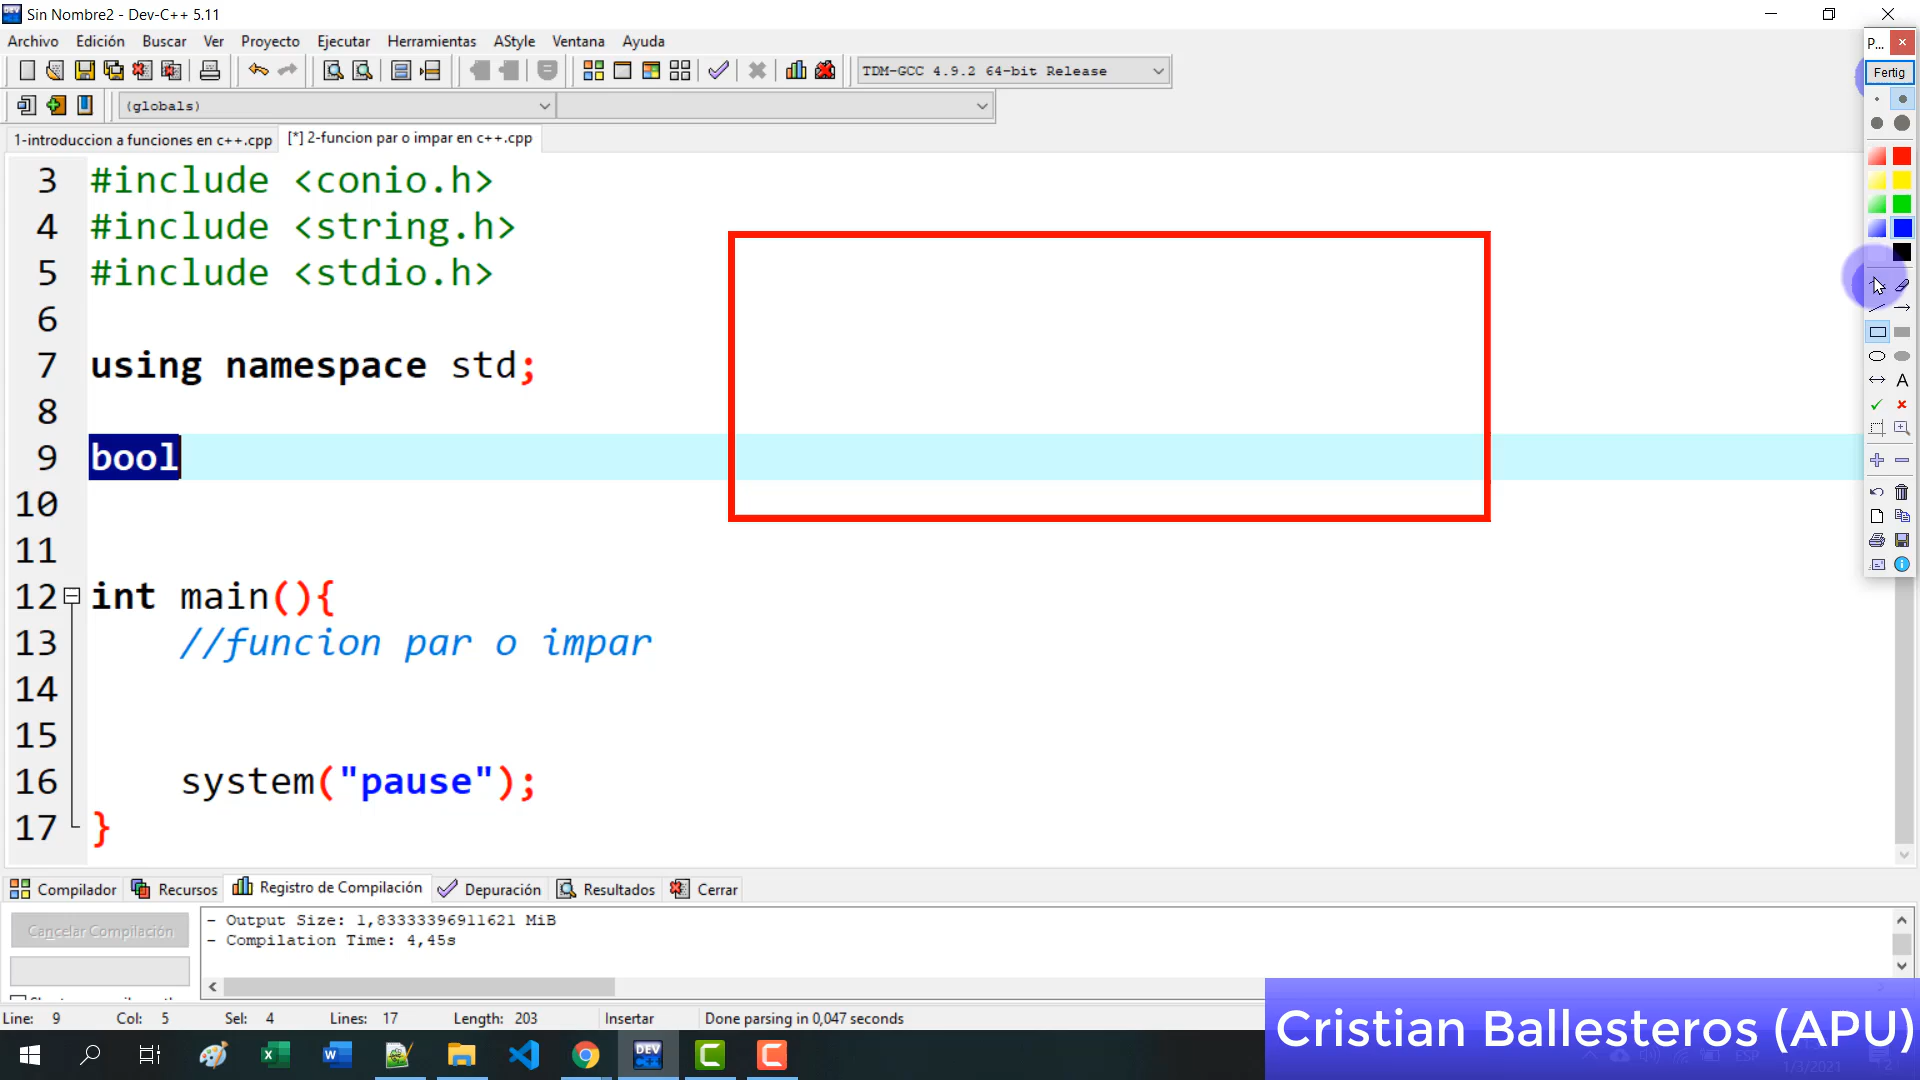 Sin Nombre2 - Dev-C++ 5.11
Archivo Edición Buscar Ver Proyecto Ejecutar Herramientas AStyle Ventana Ayuda
P...
Fertig
TDM-GCC 4.9.2 64-bit Release
(globals)
1-introduccion a funciones en c++.cpp [*] 2-funcion par o impar en c++.cpp
3 #include <conio.h>
4 #include <string.h>
5 #include <stdio.h>
6
7 using namespace std;
8
9 bool
10
11
12 int main(){
13 //funcion par o impar
14
15
16 system("pause");
17 }
Compilador Recursos Registro de Compilación Depuración Resultados Cerrar
Cancelar Compilación
- Output Size: 1,83333396911621 MiB
- Compilation Time: 4,45s
Line: 9 Col: 5 Sel: 4 Lines: 17 Length: 203 Insertar Done parsing in 0,047 seconds
Cristian Ballesteros (APU)
ESP
1/3/2021